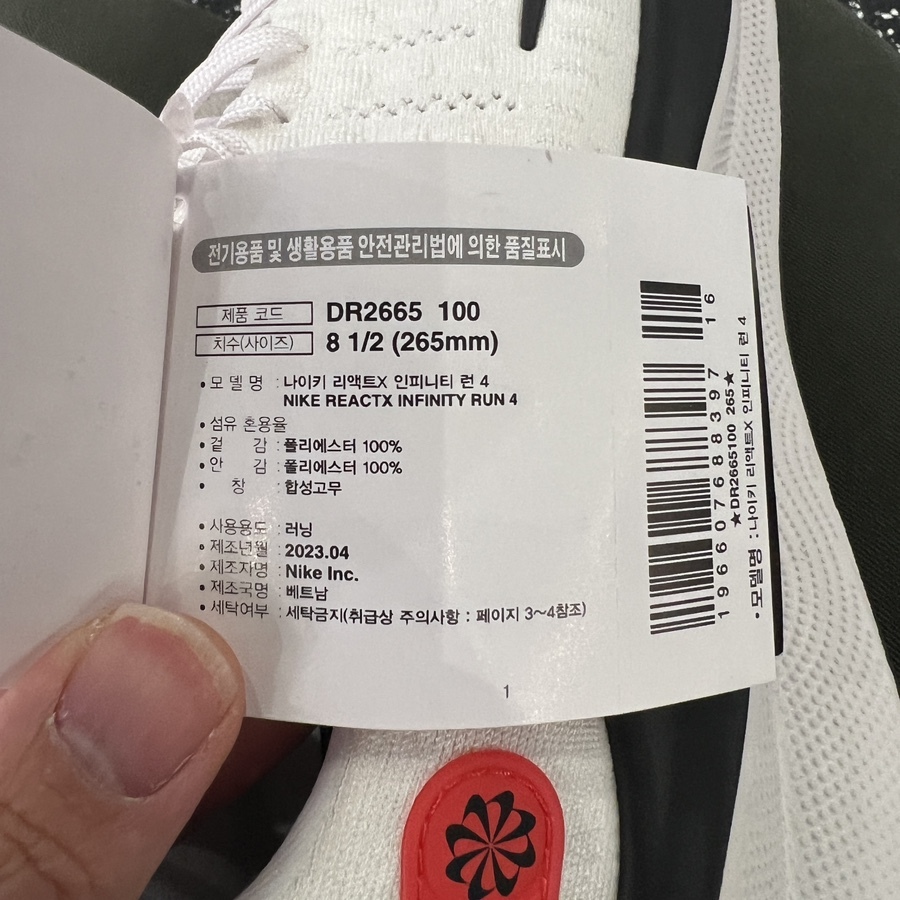 전기용품 및 생활용품 안전관리법에 의한 품질표시
제품 코드 DR2665 100
치수(사이즈) 8 1/2 (265mm)
• 모 델 명 : 나이키 리액트X 인피니티 런 4
NIKE REACTX INFINITY RUN 4
• 섬유 혼용율
• 겉 감 : 폴리에스터 100%
• 안 감 : 폴리에스터 100%
• 창 : 합성고무
• 사용용도 : 러닝
• 제조년월 : 2023.04
• 제조자명 : Nike Inc.
• 제조국명 : 베트남
• 세탁여부 : 세탁금지(취급상 주의사항 : 페이지 3~4참조)
1
196607688397 16
★DR2665100 265★
• 모델명 : 나이키 리액트X 인피니티 런 4